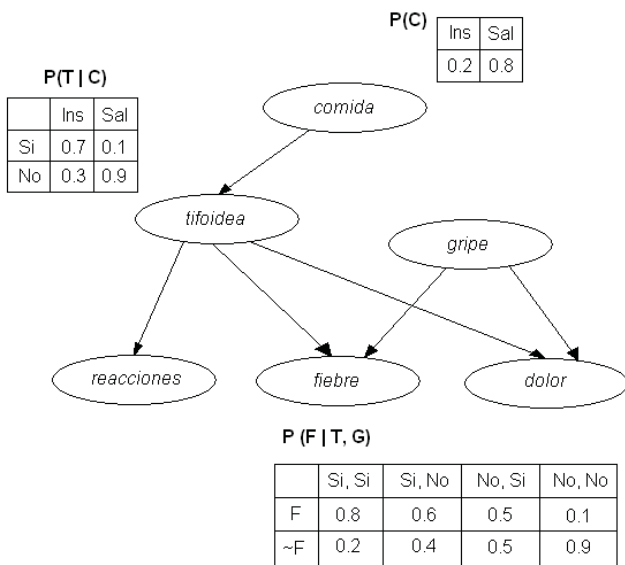 P(C)
Ins Sal
0.2 0.8
P(T | C)
Ins Sal
Si 0.7 0.1
No 0.3 0.9
comida
tifoidea
gripe
reacciones
fiebre
dolor
P (F | T, G)
Si, Si Si, No No, Si No, No
F 0.8 0.6 0.5 0.1
~F 0.2 0.4 0.5 0.9